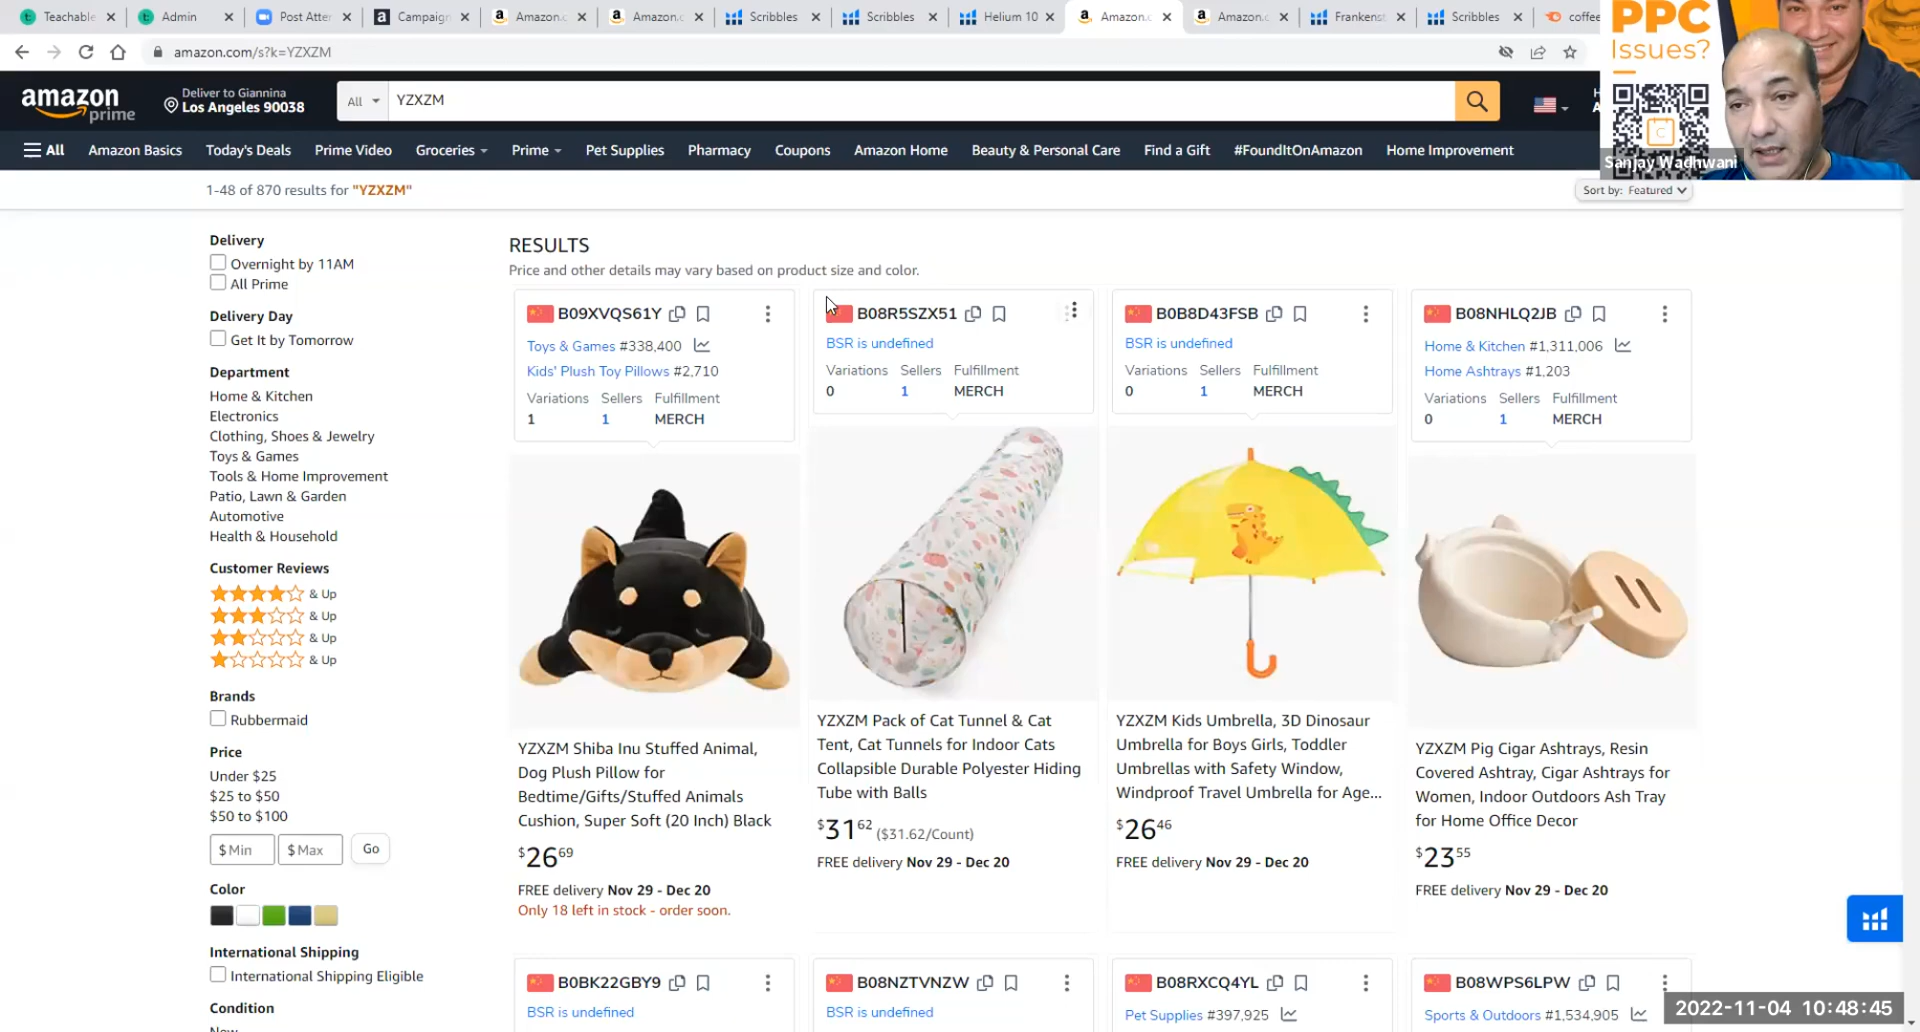 Teachable
Admin
Post Atter
Campaign
Amazon.c
Amazon.c
Scribbles
Scribbles
Helium 10
Amazon.c
Amazon.c
Frankenst
Scribbles
coffee
amazon.com/s?k=YZXZM
PPC
Issues?
Sanjay Wadhwani
amazon
prime
Deliver to Giannina
Los Angeles 90038
All
YZXZM
All
Amazon Basics
Today's Deals
Prime Video
Groceries
Prime
Pet Supplies
Pharmacy
Coupons
Amazon Home
Beauty & Personal Care
Find a Gift
#FoundItOnAmazon
Home Improvement
1-48 of 870 results for "YZXZM"
Sort by: Featured
Delivery
Overnight by 11AM
All Prime
Delivery Day
Get It by Tomorrow
Department
Home & Kitchen
Electronics
Clothing, Shoes & Jewelry
Toys & Games
Tools & Home Improvement
Patio, Lawn & Garden
Automotive
Health & Household
Customer Reviews
& Up
& Up
& Up
& Up
Brands
Rubbermaid
Price
Under $25
$25 to $50
$50 to $100
$ Min
$ Max
Go
Color
International Shipping
International Shipping Eligible
Condition
New
RESULTS
Price and other details may vary based on product size and color.
B09XVQS61Y
Toys & Games #338,400
Kids' Plush Toy Pillows #2,710
Variations Sellers Fulfillment
1 1 MERCH
YZXZM Shiba Inu Stuffed Animal,
Dog Plush Pillow for
Bedtime/Gifts/Stuffed Animals
Cushion, Super Soft (20 Inch) Black
$26 69
FREE delivery Nov 29 - Dec 20
Only 18 left in stock - order soon.
B08R5SZX51
BSR is undefined
Variations Sellers Fulfillment
0 1 MERCH
YZXZM Pack of Cat Tunnel & Cat
Tent, Cat Tunnels for Indoor Cats
Collapsible Durable Polyester Hiding
Tube with Balls
$31 62 ($31.62/Count)
FREE delivery Nov 29 - Dec 20
B0B8D43FSB
BSR is undefined
Variations Sellers Fulfillment
0 1 MERCH
YZXZM Kids Umbrella, 3D Dinosaur
Umbrella for Boys Girls, Toddler
Umbrellas with Safety Window,
Windproof Travel Umbrella for Age...
$26 46
FREE delivery Nov 29 - Dec 20
B08NHLQ2JB
Home & Kitchen #1,311,006
Home Ashtrays #1,203
Variations Sellers Fulfillment
0 1 MERCH
YZXZM Pig Cigar Ashtrays, Resin
Covered Ashtray, Cigar Ashtrays for
Women, Indoor Outdoors Ash Tray
for Home Office Decor
$23 55
FREE delivery Nov 29 - Dec 20
B0BK22GBY9
BSR is undefined
B08NZTVNZW
BSR is undefined
B08RXCQ4YL
Pet Supplies #397,925
B08WPS6LPW
Sports & Outdoors #1,534,905
2022-11-04 10:48:45